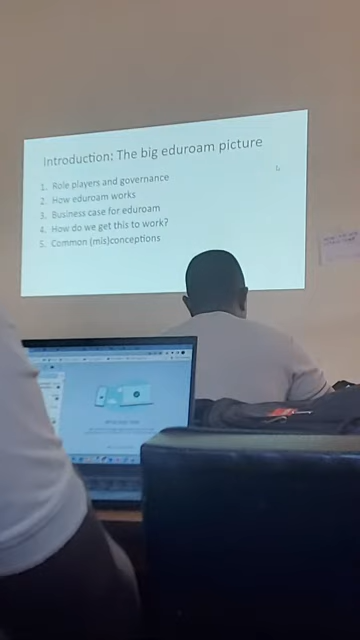 Introduction: The big eduroam picture
1. Role players and governance
2. How eduroam works
3. Business case for eduroam
4. How do we get this to work?
5. Common (mis)conceptions